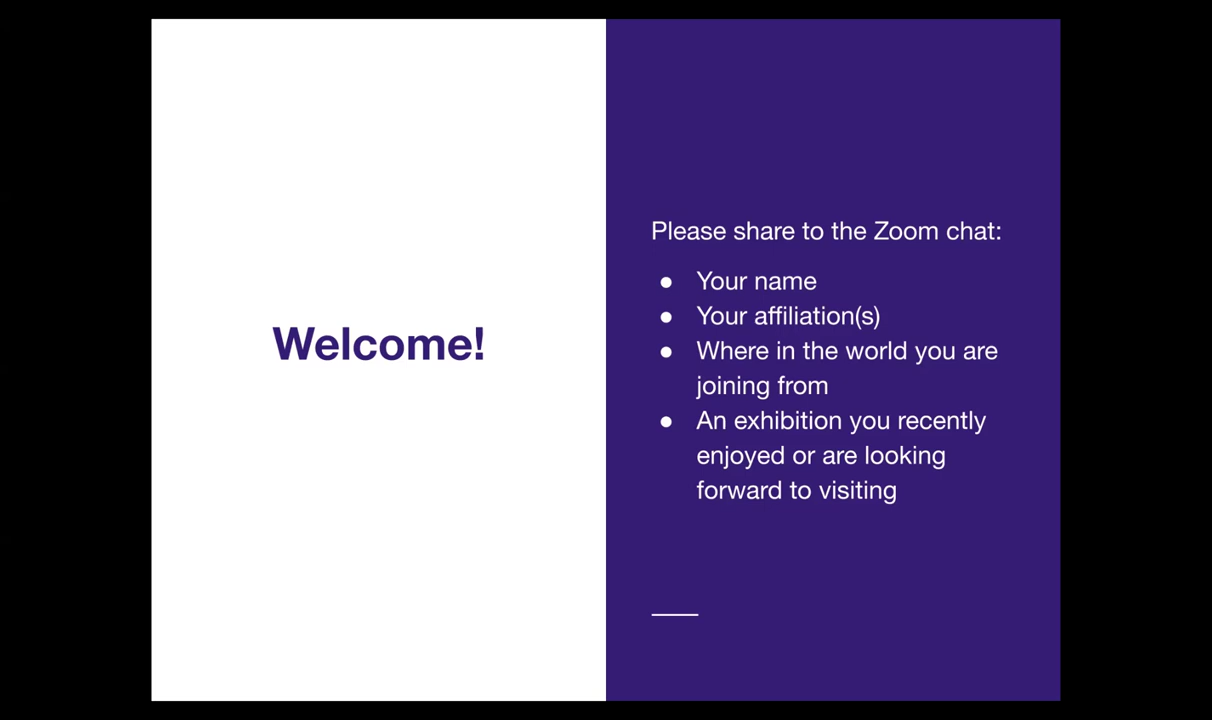 Welcome!
Please share to the Zoom chat:
● Your name
● Your affiliation(s)
● Where in the world you are
joining from
● An exhibition you recently
enjoyed or are looking
forward to visiting